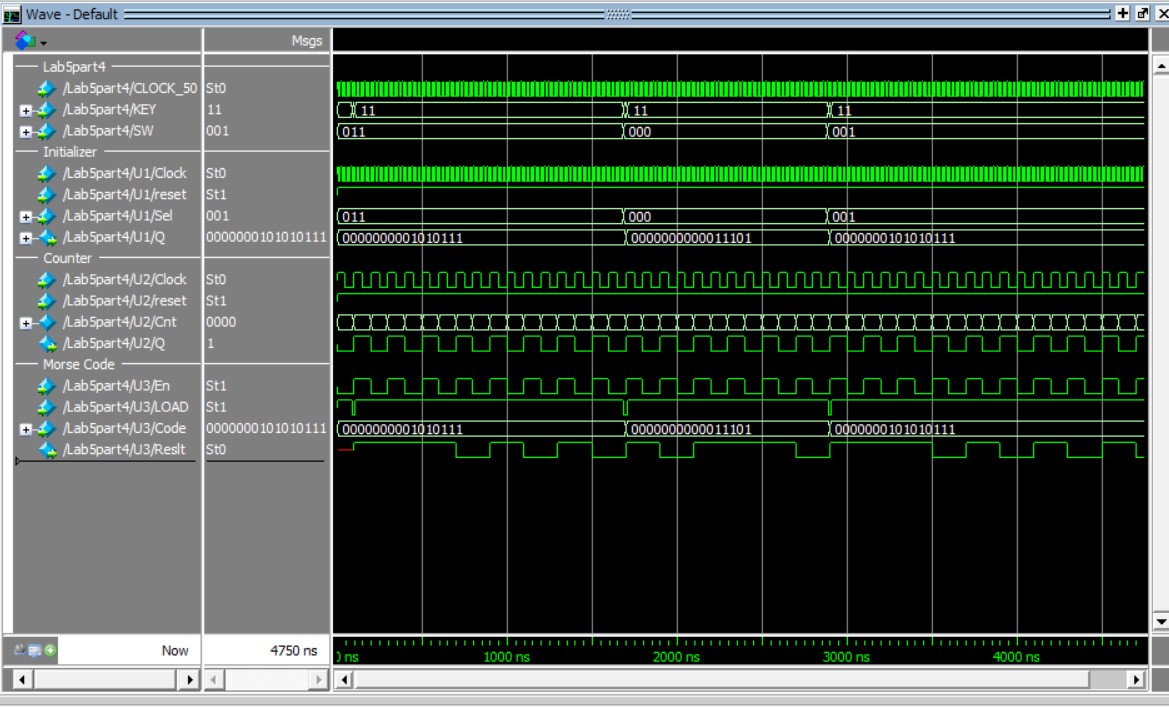 Wave - Default
Msgs
Lab5part4
/Lab5part4/CLOCK_50 St0
/Lab5part4/KEY 11 11 11 11
/Lab5part4/SW 001 011 000 001
Initializer
/Lab5part4/U1/Clock St0
/Lab5part4/U1/reset St1
/Lab5part4/U1/Sel 001 011 000 001
/Lab5part4/U1/Q 0000000101010111 0000000001010111 0000000000011101 0000000101010111
Counter
/Lab5part4/U2/Clock St0
/Lab5part4/U2/reset St1
/Lab5part4/U2/Cnt 0000
/Lab5part4/U2/Q 1
Morse Code
/Lab5part4/U3/En St1
/Lab5part4/U3/LOAD St1
/Lab5part4/U3/Code 0000000101010111 0000000001010111 0000000000011101 0000000101010111
/Lab5part4/U3/Reslt St0
Now 4750 ns ns 1000 ns 2000 ns 3000 ns 4000 ns